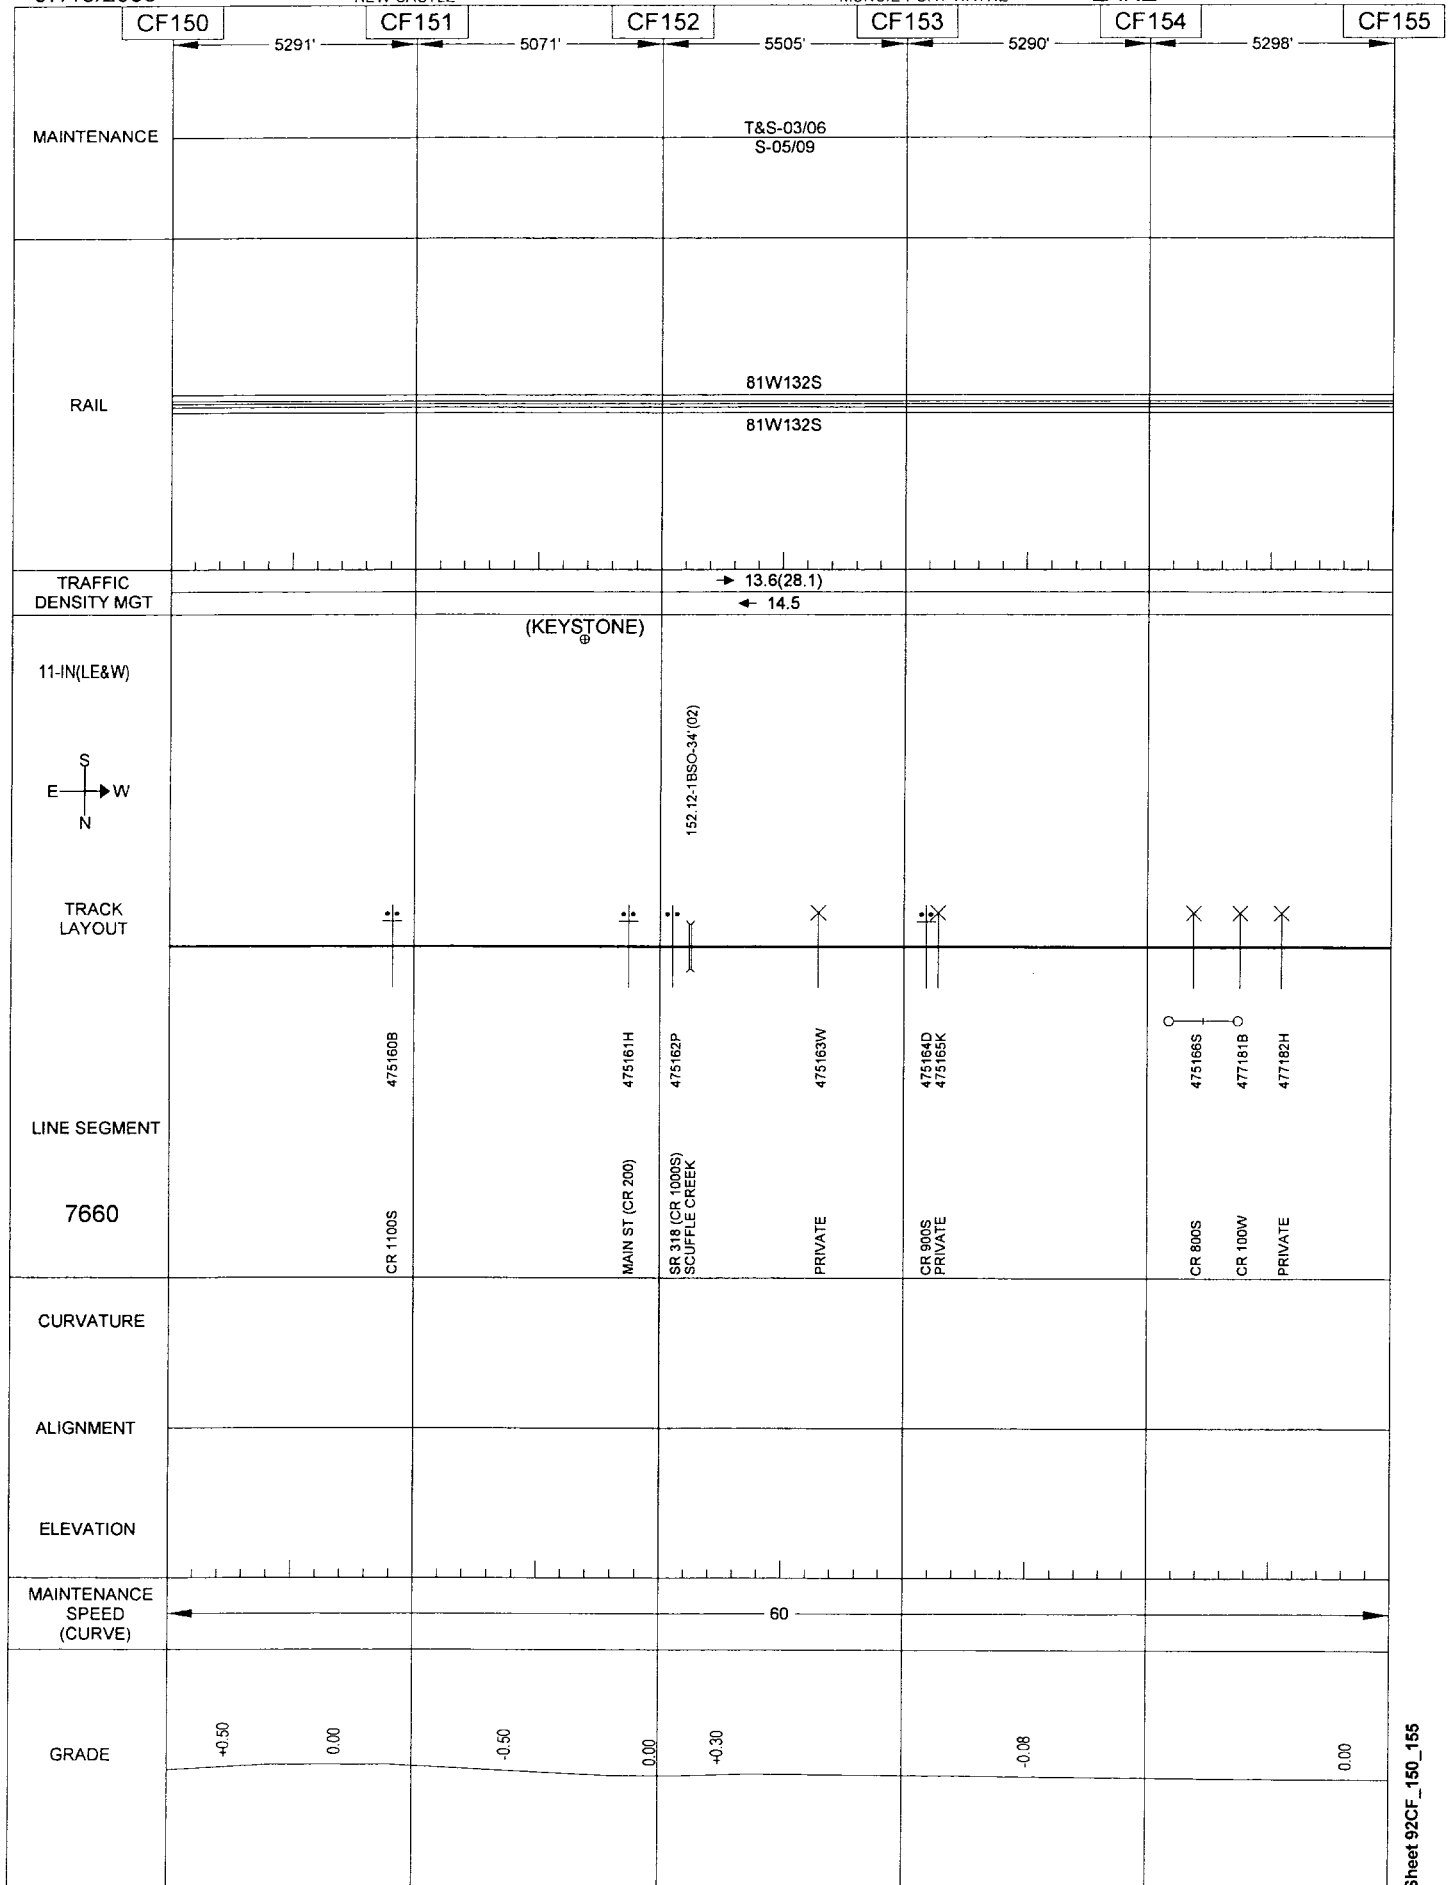 CF150 CF151 CF152 CF153 CF154 CF155
5291' 5071' 5505' 5290' 5298'
MAINTENANCE
T&S-03/06
S-05/09
RAIL
81W132S
81W132S
TRAFFIC
DENSITY MGT
13.6(28.1)
14.5
(KEYSTONE)
11-IN(LE&W)
S
E W
N
152.12-1BSO-34'(02)
TRACK
LAYOUT
475160B
475161H
475162P
475163W
475164D
475165K
475166S
477181B
477182H
LINE SEGMENT
7660
CR 1100S
MAIN ST (CR 200)
SR 318 (CR 1000S)
SCUFFLE CREEK
PRIVATE
CR 900S
PRIVATE
CR 800S
CR 100W
PRIVATE
CURVATURE
ALIGNMENT
ELEVATION
MAINTENANCE
SPEED
(CURVE)
60
GRADE
+0.50
0.00
-0.50
0.00
+0.30
-0.08
0.00
Sheet 92CF_150_155